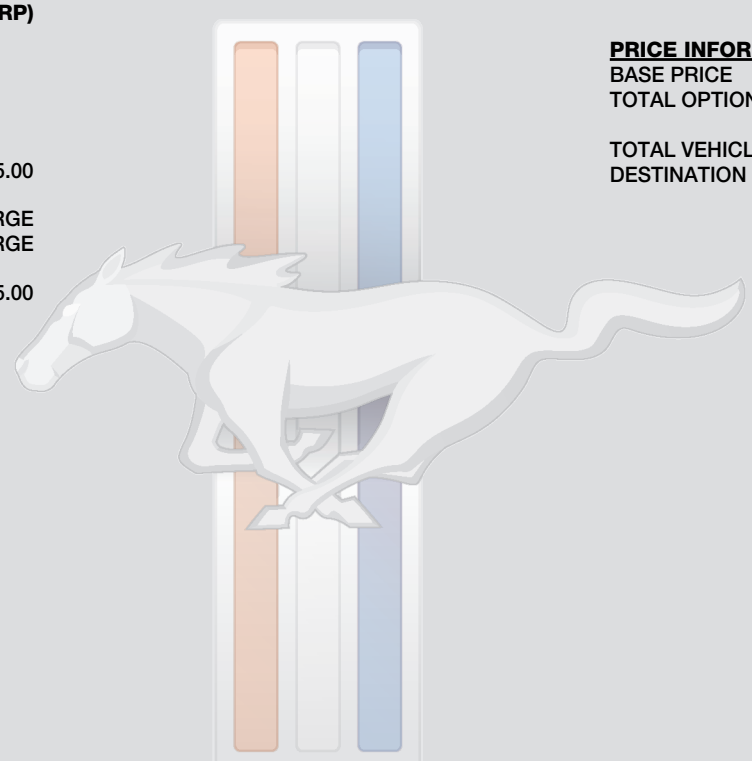 RP)
5.00
RGE
RGE
5.00
PRICE INFOR
BASE PRICE
TOTAL OPTION
TOTAL VEHICL
DESTINATION